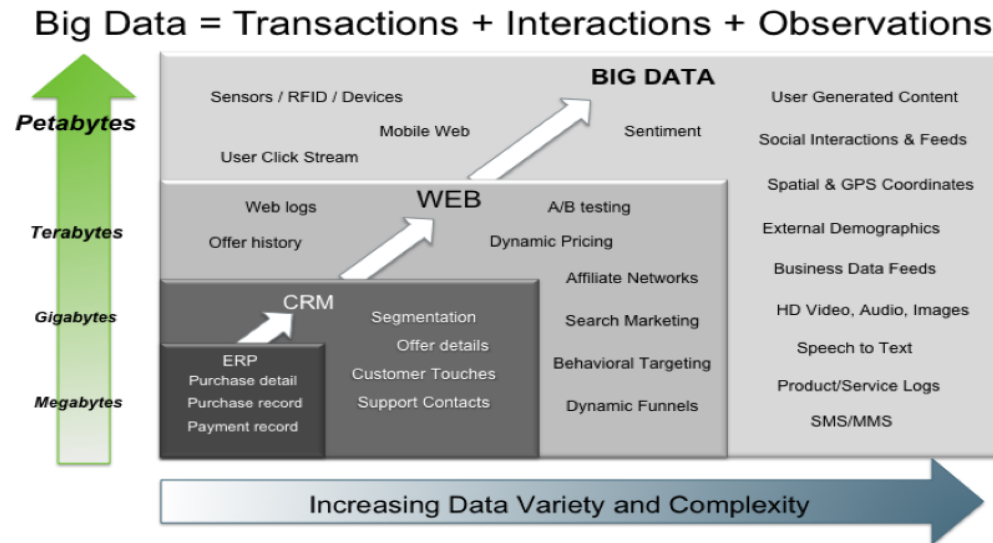 Big Data = Transactions + Interactions + Observations
BIG DATA
Sensors / RFID / Devices
User Generated Content
Petabytes
Mobile Web
Sentiment
Social Interactions & Feeds
User Click Stream
Spatial & GPS Coordinates
WEB
Web logs
A/B testing
Terabytes
External Demographics
Offer history
Dynamic Pricing
Business Data Feeds
Affiliate Networks
CRM
HD Video, Audio, Images
Gigabytes
Segmentation
Search Marketing
Offer details
Speech to Text
ERP
Behavioral Targeting
Purchase detail
Customer Touches
Product/Service Logs
Megabytes
Purchase record
Support Contacts
Dynamic Funnels
SMS/MMS
Payment record
Increasing Data Variety and Complexity